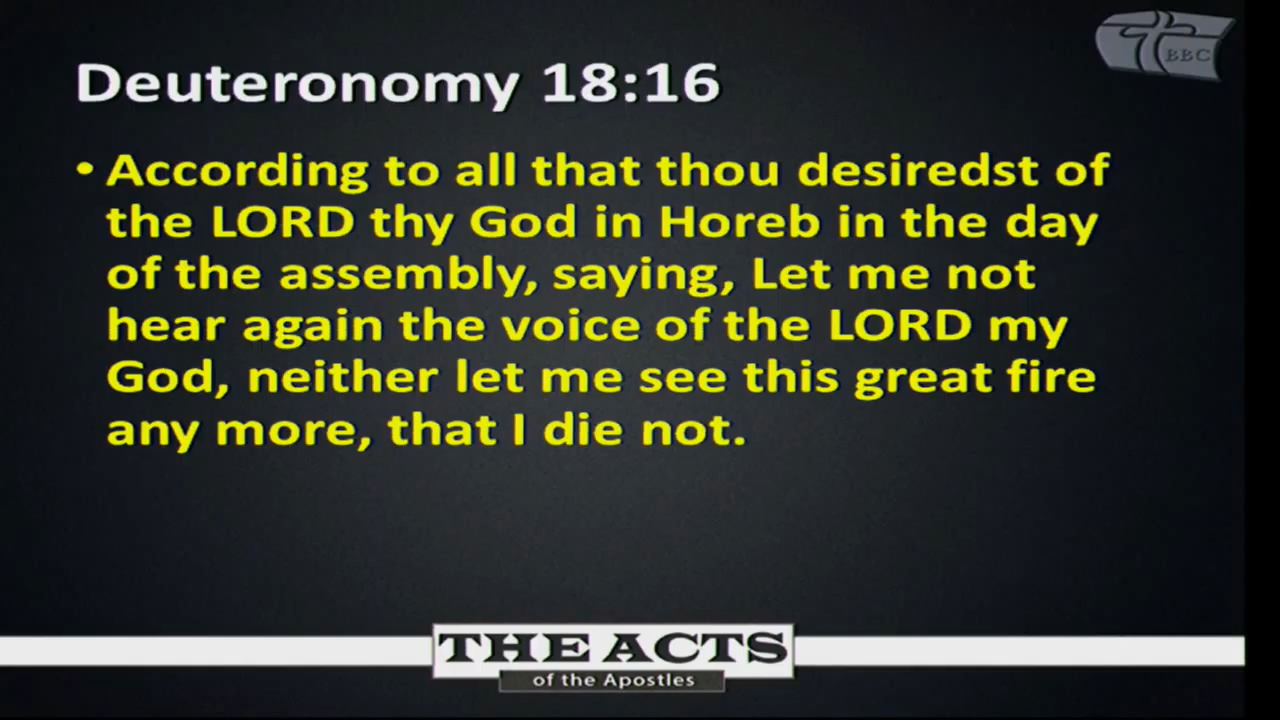 BBC
Deuteronomy 18:16
• According to all that thou desiredst of
the LORD thy God in Horeb in the day
of the assembly, saying, Let me not
hear again the voice of the LORD my
God, neither let me see this great fire
any more, that I die not.
THE ACTS
of the Apostles